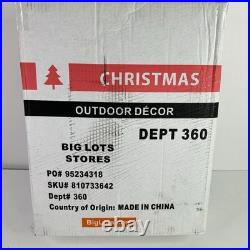 CHRISTMAS
OUTDOOR DÉCOR
DEPT 360
BIG LOTS
STORES
PO# 95234318
SKU# 810733642
Dept# 360
Country of Origin: MADE IN CHINA